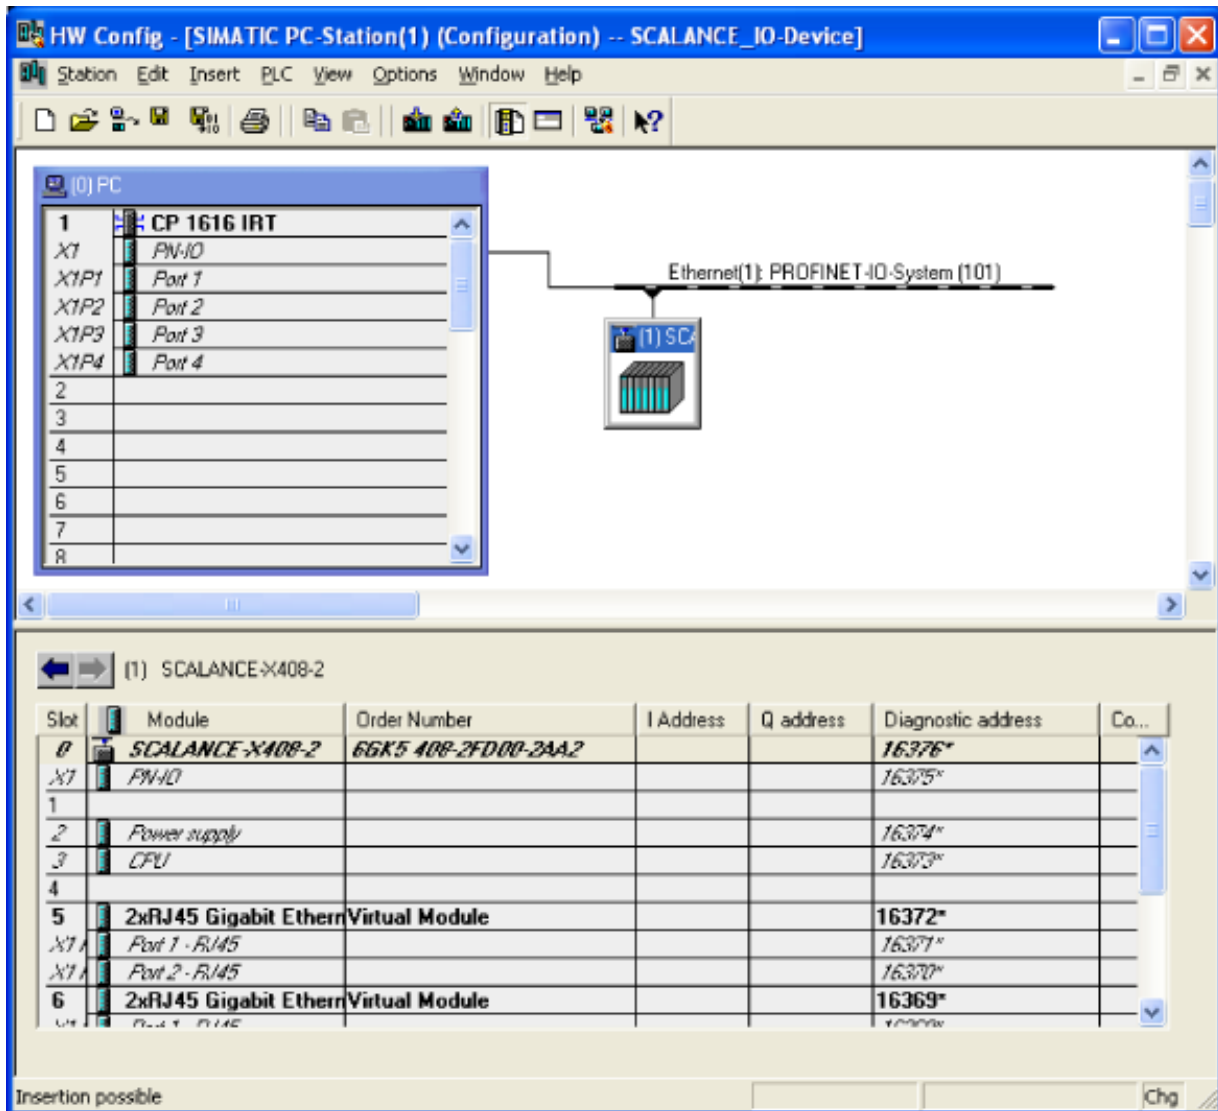 HW Config - [SIMATIC PC-Station(1) (Configuration) -- SCALANCE_IO-Device]
Station Edit Insert PLC View Options Window Help
(0) PC
1 CP 1616 IRT
X1 PN-IO
X1P1 Port 1
X1P2 Port 2
X1P3 Port 3
X1P4 Port 4
2
3
4
5
6
7
8
Ethernet(1): PROFINET-IO-System (101)
(1) SCA
(1) SCALANCE-X408-2
Slot Module Order Number I Address Q address Diagnostic address Co...
0 SCALANCE-X408-2 6GK5 408-2FD00-2AA2 16376*
X1 PN-IO 16375*
1
2 Power supply 16374*
3 CPU 16373*
4
5 2xRJ45 Gigabit Ethern Virtual Module 16372*
X1 Port 1 - RJ45 16371*
X1 Port 2 - RJ45 16370*
6 2xRJ45 Gigabit Ethern Virtual Module 16369*
Insertion possible Chg